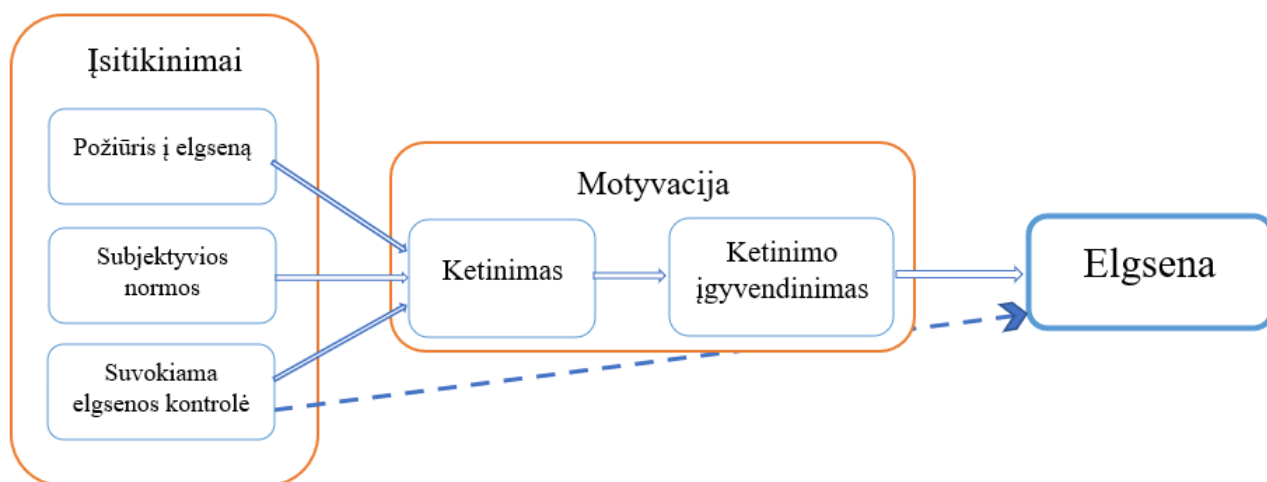 Įsitikinimai
Požiūris į elgseną
Subjektyvios
normos
Suvokiama
elgsenos kontrolė
Motyvacija
Ketinimas
Ketinimo
įgyvendinimas
Elgsena